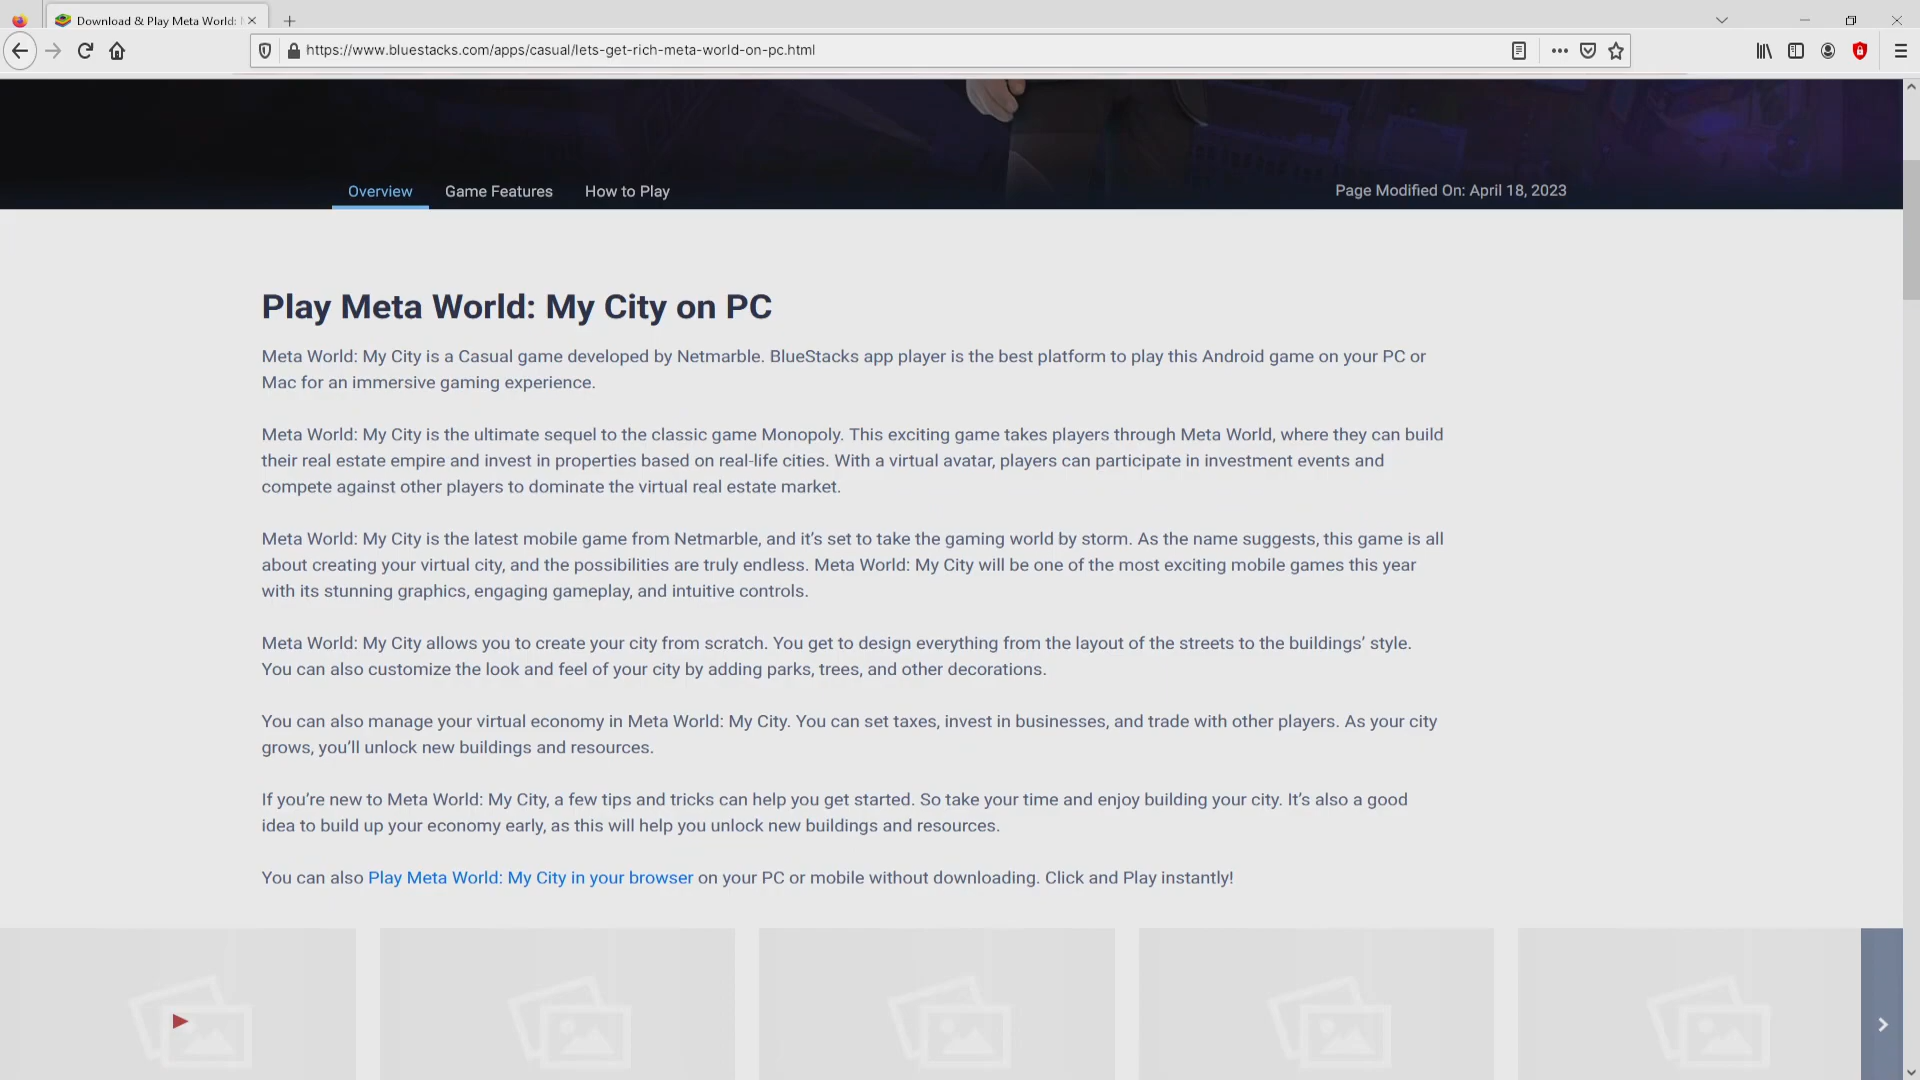 Download & Play Meta World:
https://www.bluestacks.com/apps/casual/lets-get-rich-meta-world-on-pc.html
Overview Game Features How to Play Page Modified On: April 18, 2023
Play Meta World: My City on PC
Meta World: My City is a Casual game developed by Netmarble. BlueStacks app player is the best platform to play this Android game on your PC or
Mac for an immersive gaming experience.
Meta World: My City is the ultimate sequel to the classic game Monopoly. This exciting game takes players through Meta World, where they can build
their real estate empire and invest in properties based on real-life cities. With a virtual avatar, players can participate in investment events and
compete against other players to dominate the virtual real estate market.
Meta World: My City is the latest mobile game from Netmarble, and it’s set to take the gaming world by storm. As the name suggests, this game is all
about creating your virtual city, and the possibilities are truly endless. Meta World: My City will be one of the most exciting mobile games this year
with its stunning graphics, engaging gameplay, and intuitive controls.
Meta World: My City allows you to create your city from scratch. You get to design everything from the layout of the streets to the buildings’ style.
You can also customize the look and feel of your city by adding parks, trees, and other decorations.
You can also manage your virtual economy in Meta World: My City. You can set taxes, invest in businesses, and trade with other players. As your city
grows, you’ll unlock new buildings and resources.
If you’re new to Meta World: My City, a few tips and tricks can help you get started. So take your time and enjoy building your city. It’s also a good
idea to build up your economy early, as this will help you unlock new buildings and resources.
You can also Play Meta World: My City in your browser on your PC or mobile without downloading. Click and Play instantly!